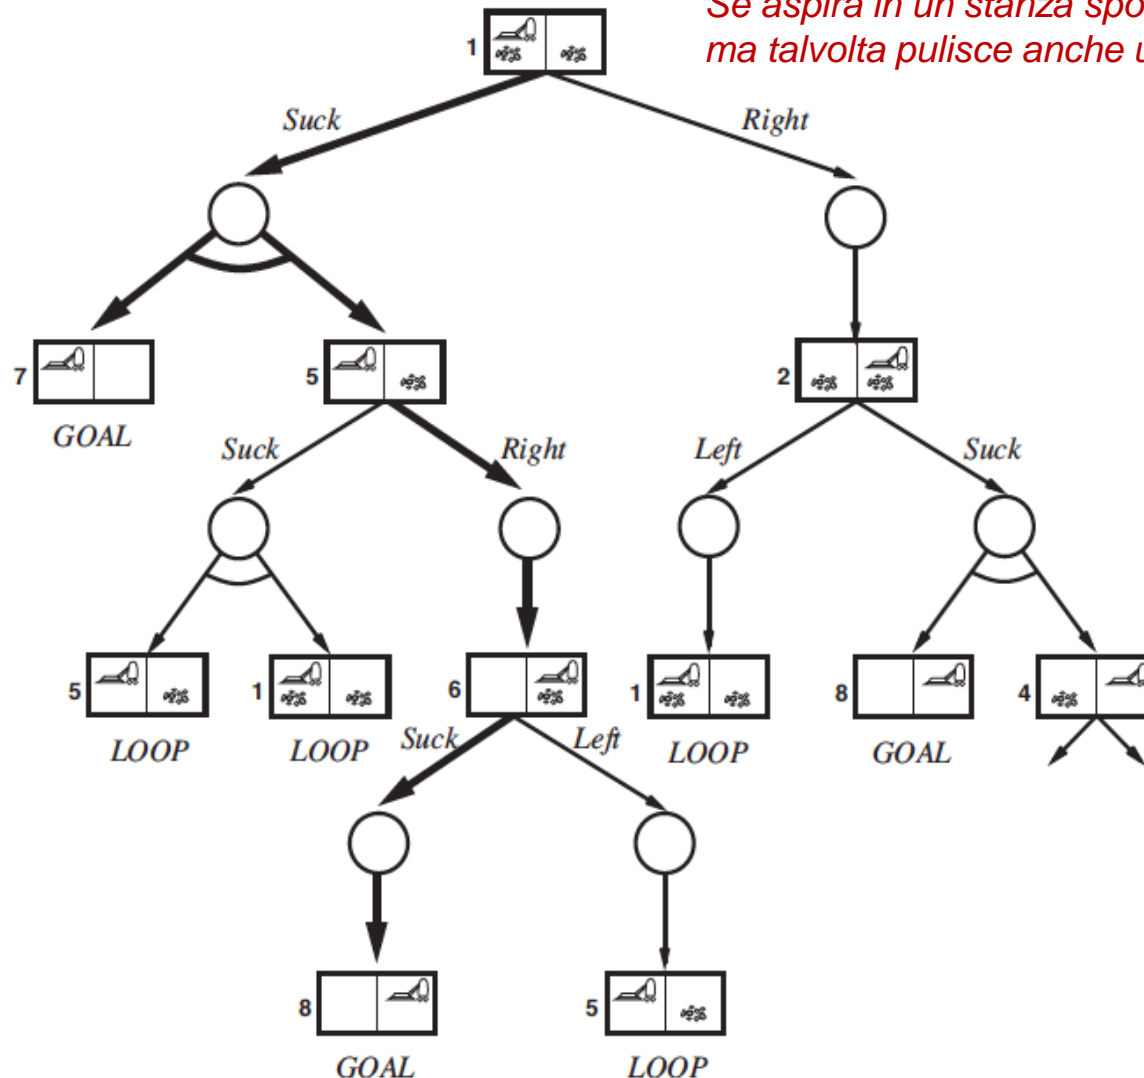 Se aspira in un stanza
ma talvolta pulisce anche
1
Suck Right
7 5 2
GOAL
Suck Right Left Suck
5 1 6 1 8 4
LOOP LOOP Suck Left LOOP GOAL
8 5
GOAL LOOP